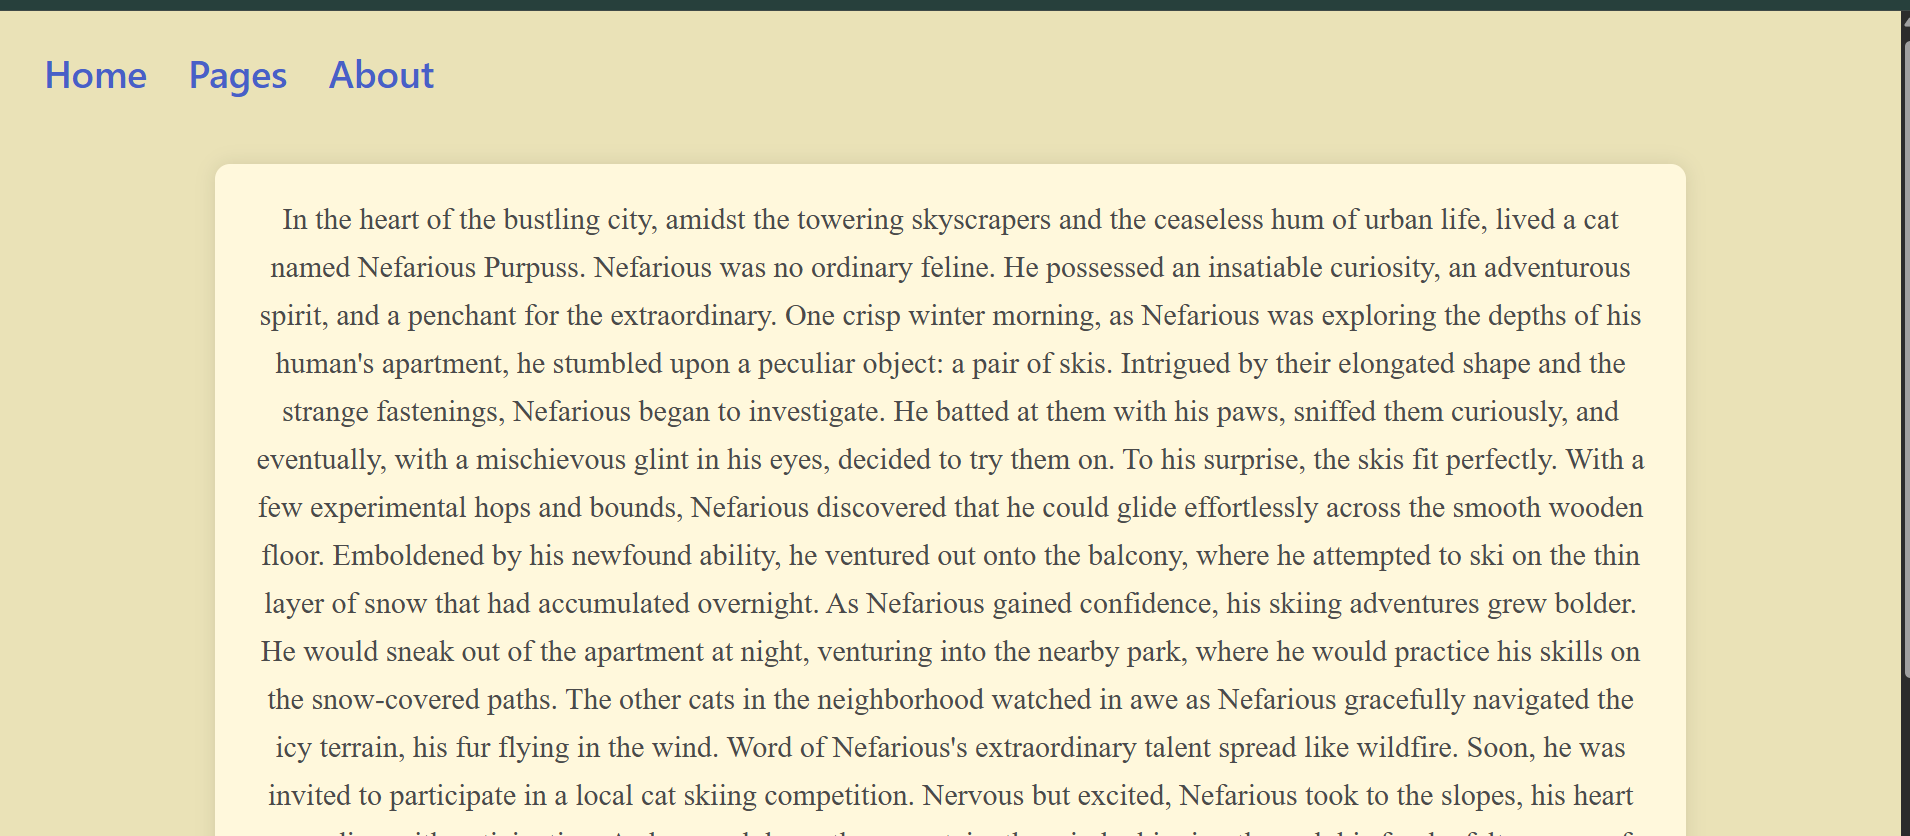 Home Pages About
In the heart of the bustling city, amidst the towering skyscrapers and the ceaseless hum of urban life, lived a cat
named Nefarious Purpuss. Nefarious was no ordinary feline. He possessed an insatiable curiosity, an adventurous
spirit, and a penchant for the extraordinary. One crisp winter morning, as Nefarious was exploring the depths of his
human's apartment, he stumbled upon a peculiar object: a pair of skis. Intrigued by their elongated shape and the
strange fastenings, Nefarious began to investigate. He batted at them with his paws, sniffed them curiously, and
eventually, with a mischievous glint in his eyes, decided to try them on. To his surprise, the skis fit perfectly. With a
few experimental hops and bounds, Nefarious discovered that he could glide effortlessly across the smooth wooden
floor. Emboldened by his newfound ability, he ventured out onto the balcony, where he attempted to ski on the thin
layer of snow that had accumulated overnight. As Nefarious gained confidence, his skiing adventures grew bolder.
He would sneak out of the apartment at night, venturing into the nearby park, where he would practice his skills on
the snow-covered paths. The other cats in the neighborhood watched in awe as Nefarious gracefully navigated the
icy terrain, his fur flying in the wind. Word of Nefarious's extraordinary talent spread like wildfire. Soon, he was
invited to participate in a local cat skiing competition. Nervous but excited, Nefarious took to the slopes, his heart